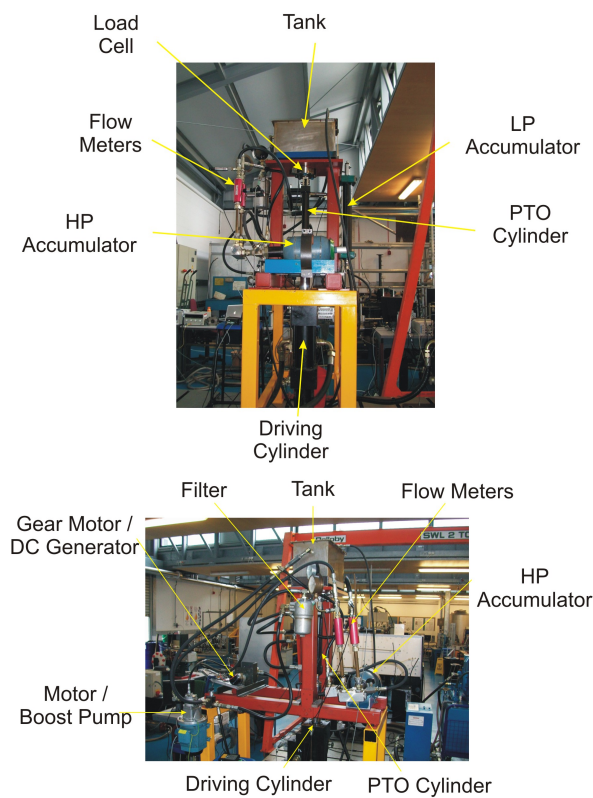 Load
Cell
Tank
Flow
Meters
LP
Accumulator
HP
Accumulator
PTO
Cylinder
Driving
Cylinder
Filter
Tank
Flow Meters
Gear Motor /
DC Generator
SWL 2 TO
HP
Accumulator
Motor /
Boost Pump
Driving Cylinder
PTO Cylinder